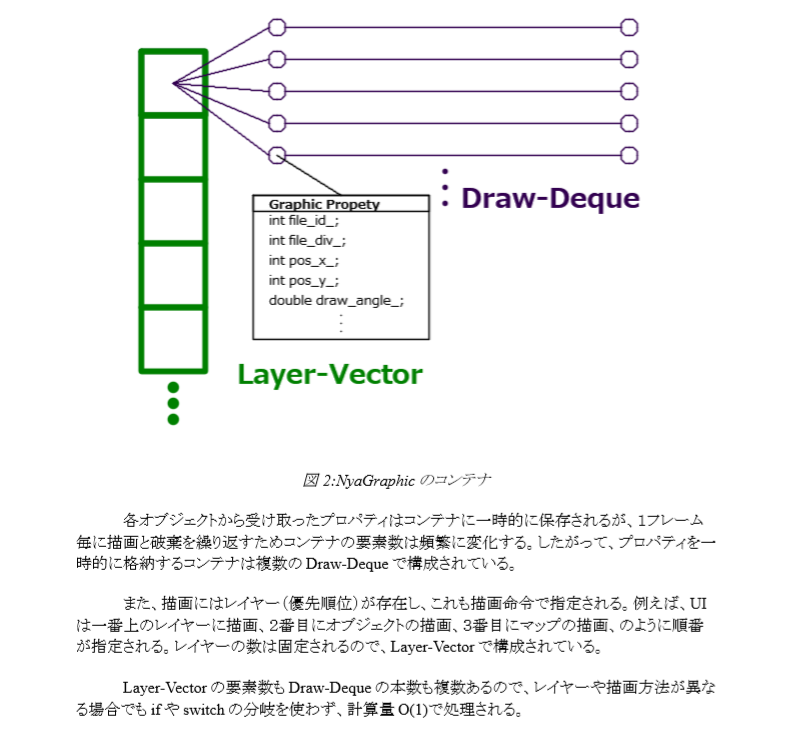 Draw-Deque
Graphic Propety
int file_id_;
int file_div_;
int pos_x_;
int pos_y_;
double draw_angle_;
Layer-Vector
図 2:NyaGraphic のコンテナ
各オブジェクトから受け取ったプロパティはコンテナに一時的に保存されるが、1フレーム
毎に描画と破棄を繰り返すためコンテナの要素数は頻繁に変化する。したがって、プロパティを一
時的に格納するコンテナは複数の Draw-Deque で構成されている。
また、描画にはレイヤー（優先順位）が存在し、これも描画命令で指定される。例えば、UI
は一番上のレイヤーに描画、2番目にオブジェクトの描画、3番目にマップの描画、のように順番
が指定される。レイヤーの数は固定されるので、Layer-Vector で構成されている。
Layer-Vector の要素数も Draw-Deque の本数も複数あるので、レイヤーや描画方法が異な
る場合でも if や switch の分岐を使わず、計算量 O(1)で処理される。